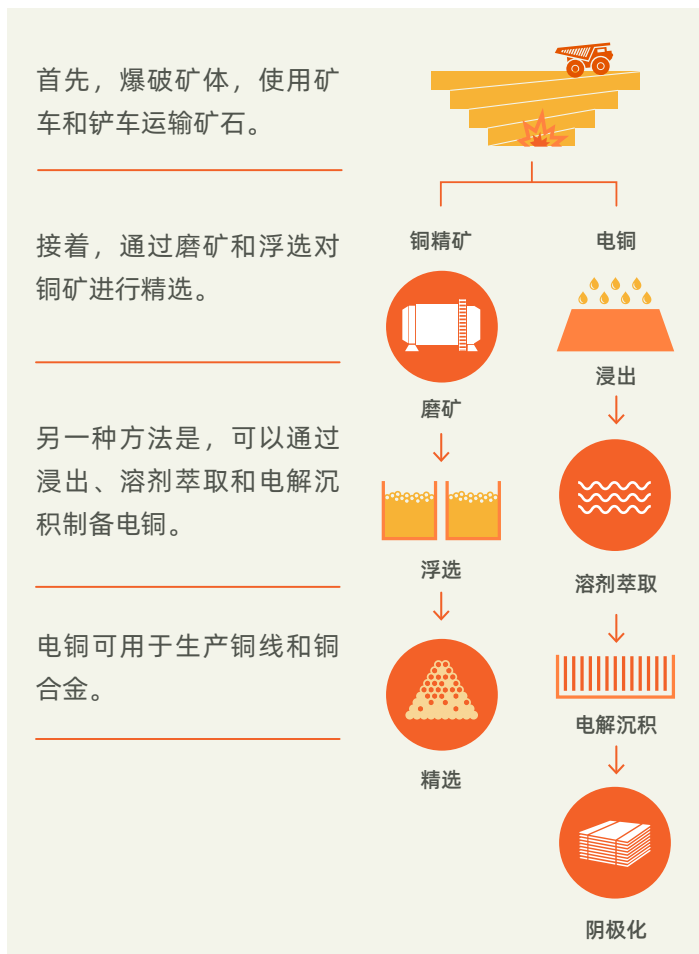 首先，爆破矿体，使用矿
车和铲车运输矿石。
接着，通过磨矿和浮选对
铜矿进行精选。
另一种方法是，可以通过
浸出、溶剂萃取和电解沉
积制备电铜。
电铜可用于生产铜线和铜
合金。
铜精矿
磨矿
浮选
精选
电铜
浸出
溶剂萃取
电解沉积
阴极化